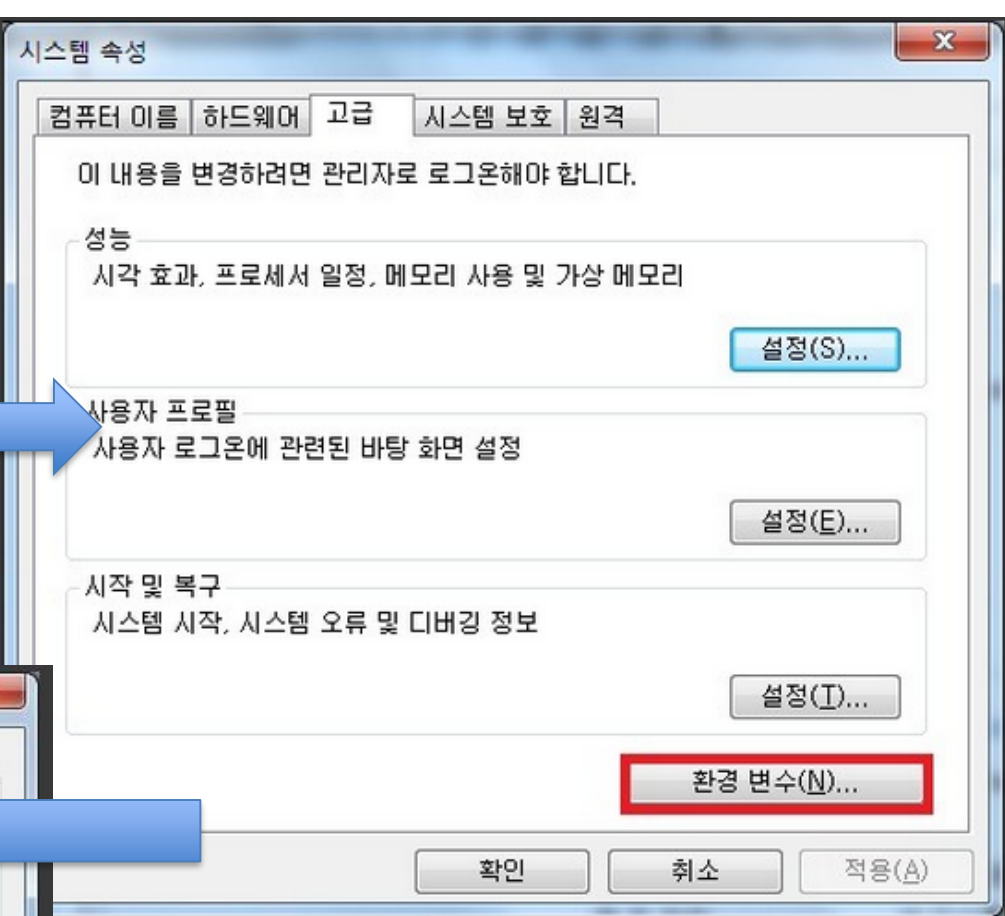 시스템 속성
컴퓨터 이름 하드웨어 고급 시스템 보호 원격
이 내용을 변경하려면 관리자로 로그온해야 합니다.
성능
시각 효과, 프로세서 일정, 메모리 사용 및 가상 메모리
설정(S)...
사용자 프로필
사용자 로그온에 관련된 바탕 화면 설정
설정(E)...
시작 및 복구
시스템 시작, 시스템 오류 및 디버깅 정보
설정(T)...
환경 변수(N)...
확인 취소 적용(A)